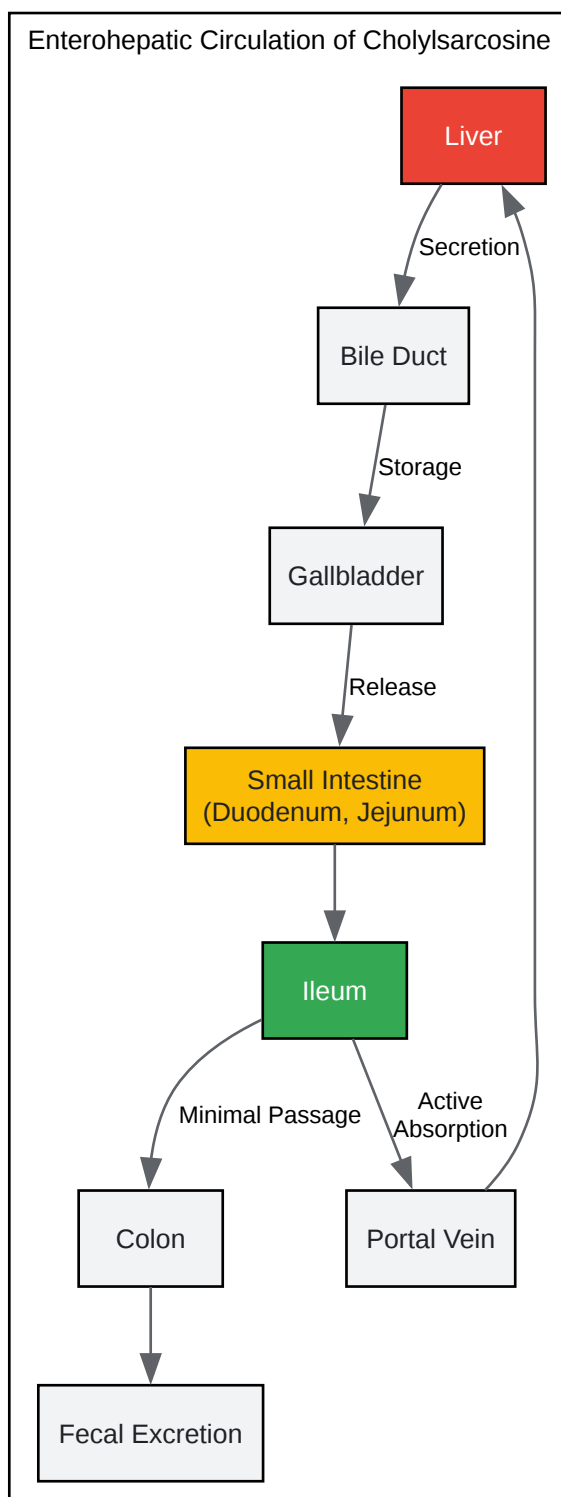 Enterohepatic Circulation of Cholylsarcosine
Liver
Secretion
Bile Duct
Storage
Gallbladder
Release
Small Intestine
(Duodenum, Jejunum)
Ileum
Minimal Passage
Active
Absorption
Colon
Portal Vein
Fecal Excretion